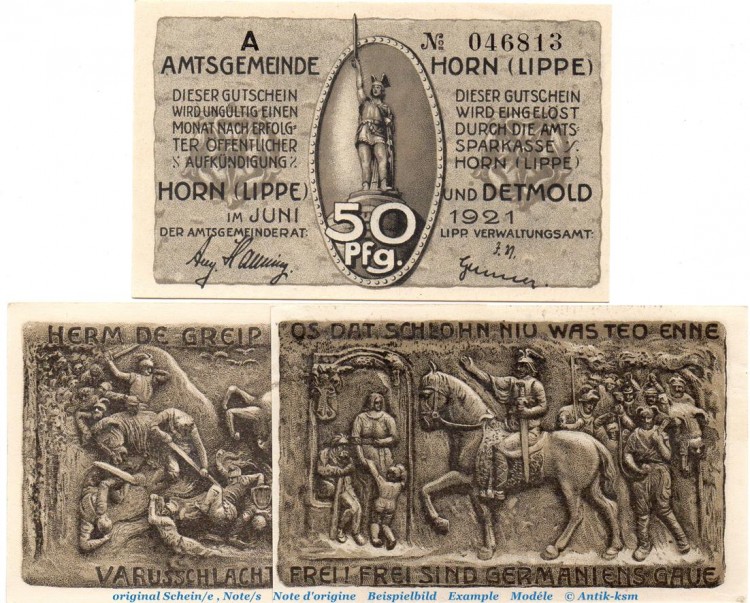 A
AMTSGEMEINDE
DIESER GUTSCHEIN
WIRD UNGÜLTIG EINEN
MONAT NACH ERFOLG-
TER ÖFFENTLICHER
AUFKÜNDIGUNG
HORN (LIPPE)
IM JUNI
DER AMTSGEMEINDERAT:
№ 046813
HORN (LIPPE)
DIESER GUTSCHEIN
WIRD EINGELÖST
DURCH DIE AMTS-
SPARKASSE
HORN (LIPPE)
UND DETMOLD
1921
LIPP. VERWALTUNGSAMT:
50
Pfg.
HERM DE GREIP
VARUSSCHLACHT
OS DAT SCHLOHN NIU WAS TEO ENNE
FREI! FREI SIND GERMANIENS GAUE
original Schein/e , Note/s Note d'origine Beispielbild Example Modéle © Antik-ksm